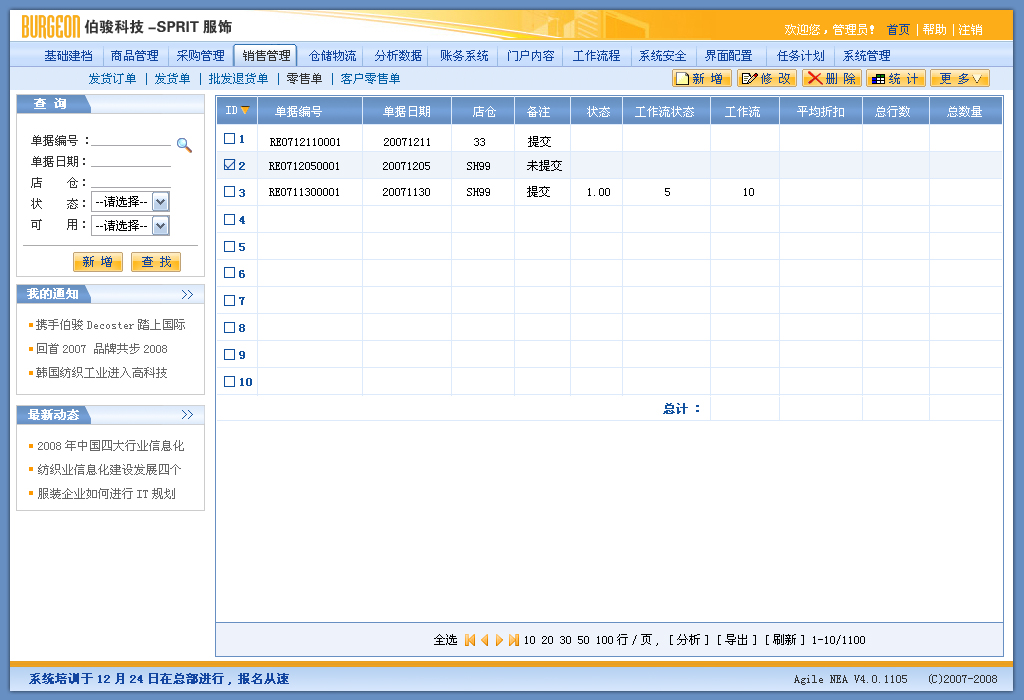 BURGEON 伯骏科技 –SPRIT 服饰
欢迎您，管理员！ 首页 | 帮助 | 注销
基础建档 商品管理 采购管理 销售管理 仓储物流 分析数据 账务系统 门户内容 工作流程 系统安全 界面配置 任务计划 系统管理
发货订单 | 发货单 | 批发退货单 | 零售单 | 客户零售单
新 增 修 改 删 除 统 计 更 多
查 询
单据编号：
单据日期：
店 仓：
状 态： --请选择--
可 用： --请选择--
新 增 查 找
我的通知 >>
携手伯骏 Decoster 踏上国际
回首 2007 品牌共步 2008
韩国纺织工业进入高科技
最新动态 >>
2008 年中国四大行业信息化
纺织业信息化建设发展四个
服装企业如何进行 IT 规划
ID 单据编号 单据日期 店仓 备注 状态 工作流状态 工作流 平均折扣 总行数 总数量
1 RE0712110001 20071211 33 提交
2 RE0712050001 20071205 SH99 未提交
3 RE0711300001 20071130 SH99 提交 1.00 5 10
4
5
6
7
8
9
10
总计：
全选 10 20 30 50 100 行 / 页， [ 分析 ] [ 导出 ] [ 刷新 ] 1-10/1100
系统培训于 12 月 24 日在总部进行，报名从速
Agile NEA V4.0.1105 (C)2007-2008